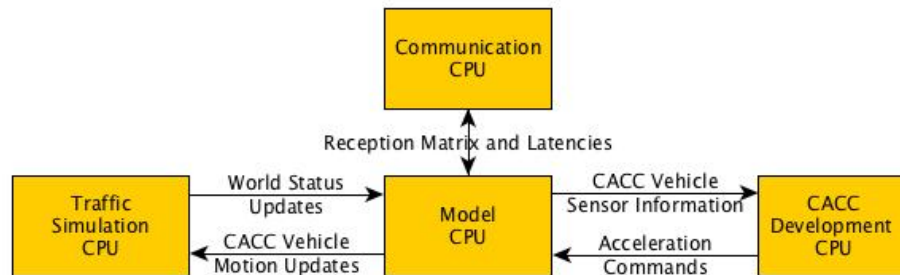 Communication
CPU
Reception Matrix and Latencies
Traffic
Simulation
CPU
World Status
Updates
CACC Vehicle
Motion Updates
Model
CPU
CACC Vehicle
Sensor Information
Acceleration
Commands
CACC
Development
CPU